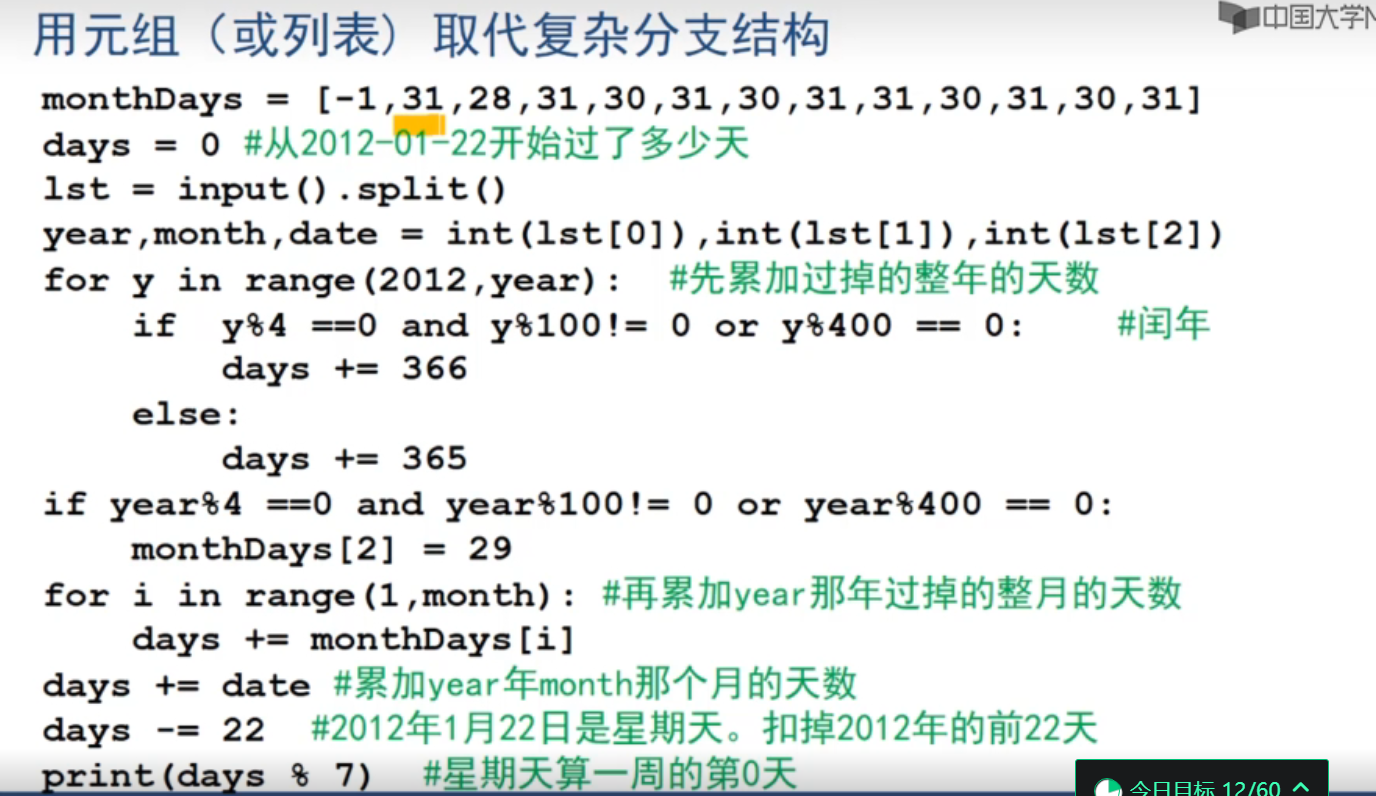 用元组（或列表）取代复杂分支结构
中国大学
monthDays = [-1,31,28,31,30,31,30,31,31,30,31,30,31]
days = 0 #从2012-01-22开始过了多少天
lst = input().split()
year,month,date = int(lst[0]),int(lst[1]),int(lst[2])
for y in range(2012,year): #先累加过掉的整年的天数
    if  y%4 ==0 and y%100!= 0 or y%400 == 0: #闰年
        days += 366
    else:
        days += 365
if year%4 ==0 and year%100!= 0 or year%400 == 0:
    monthDays[2] = 29
for i in range(1,month): #再累加year那年过掉的整月的天数
    days += monthDays[i]
days += date #累加year年month那个月的天数
days -= 22 #2012年1月22日是星期天。扣掉2012年的前22天
print(days % 7) #星期天算一周的第0天
今日目标 12/60